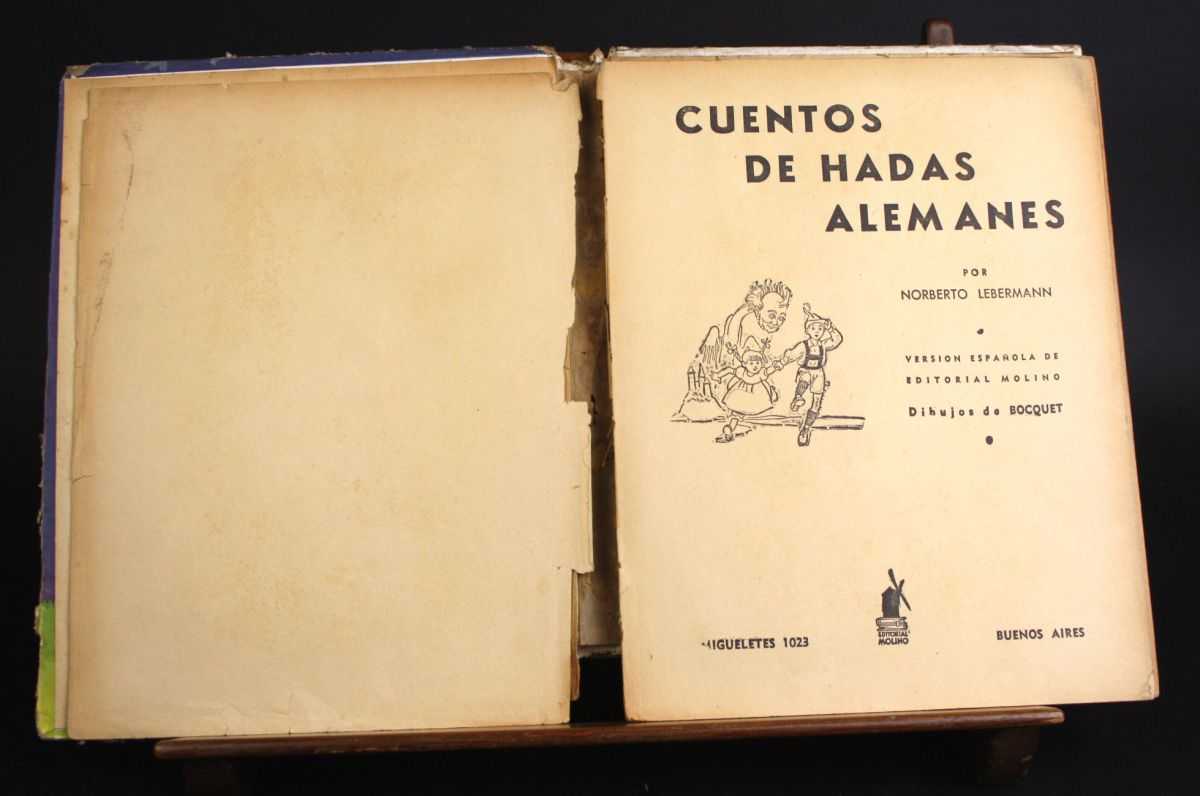 CUENTOS
DE HADAS
ALEMANES
POR
NORBERTO LEBERMANN
VERSION ESPAÑOLA DE
EDITORIAL MOLINO
Dibujos de BOCQUET
MIGUELETES 1023
EDITORIAL
MOLINO
BUENOS AIRES